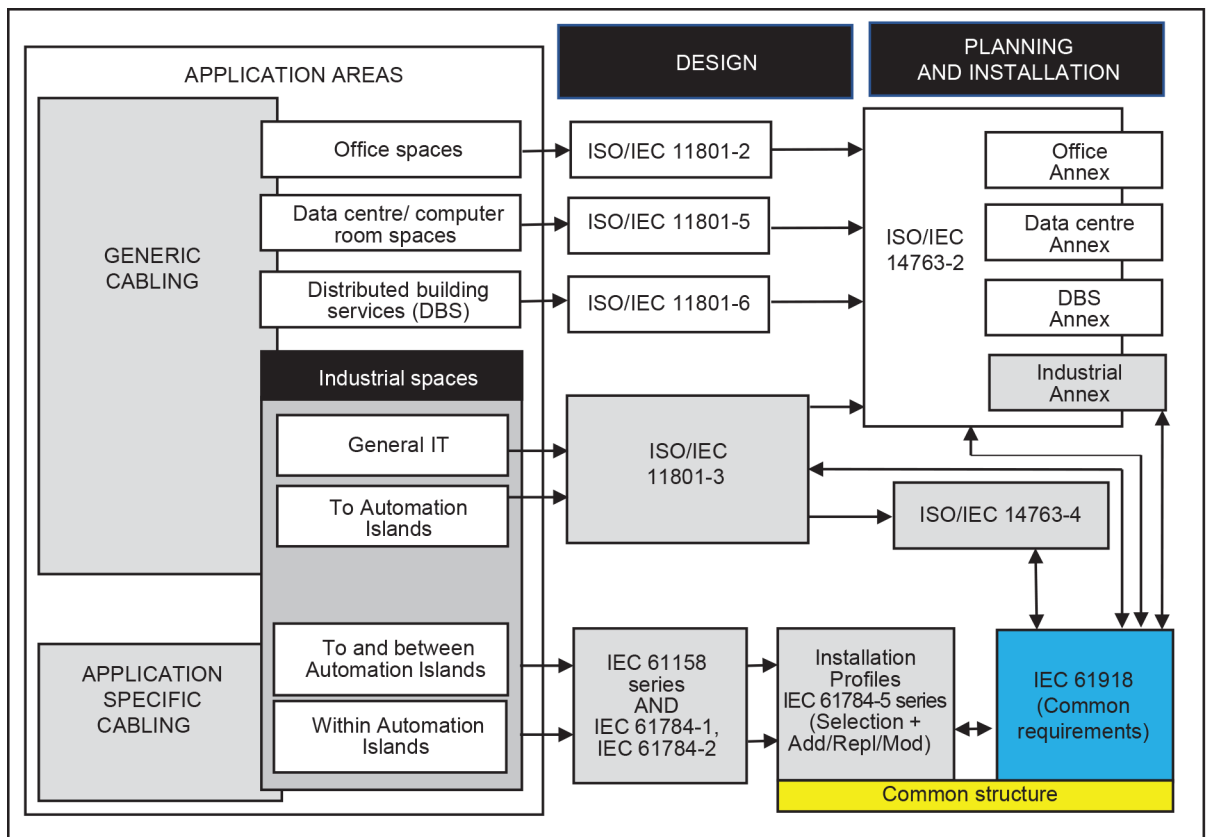 APPLICATION AREAS
DESIGN
PLANNING
AND INSTALLATION
GENERIC
CABLING
Office spaces
ISO/IEC 11801-2
Data centre/ computer
room spaces
ISO/IEC 11801-5
Distributed building
services (DBS)
ISO/IEC 11801-6
ISO/IEC
14763-2
Office
Annex
Data centre
Annex
DBS
Annex
Industrial
Annex
Industrial spaces
General IT
To Automation
Islands
ISO/IEC
11801-3
ISO/IEC 14763-4
APPLICATION
SPECIFIC
CABLING
To and between
Automation Islands
Within Automation
Islands
IEC 61158
series
AND
IEC 61784-1,
IEC 61784-2
Installation
Profiles
IEC 61784-5 series
(Selection +
Add/Repl/Mod)
IEC 61918
(Common
requirements)
Common structure